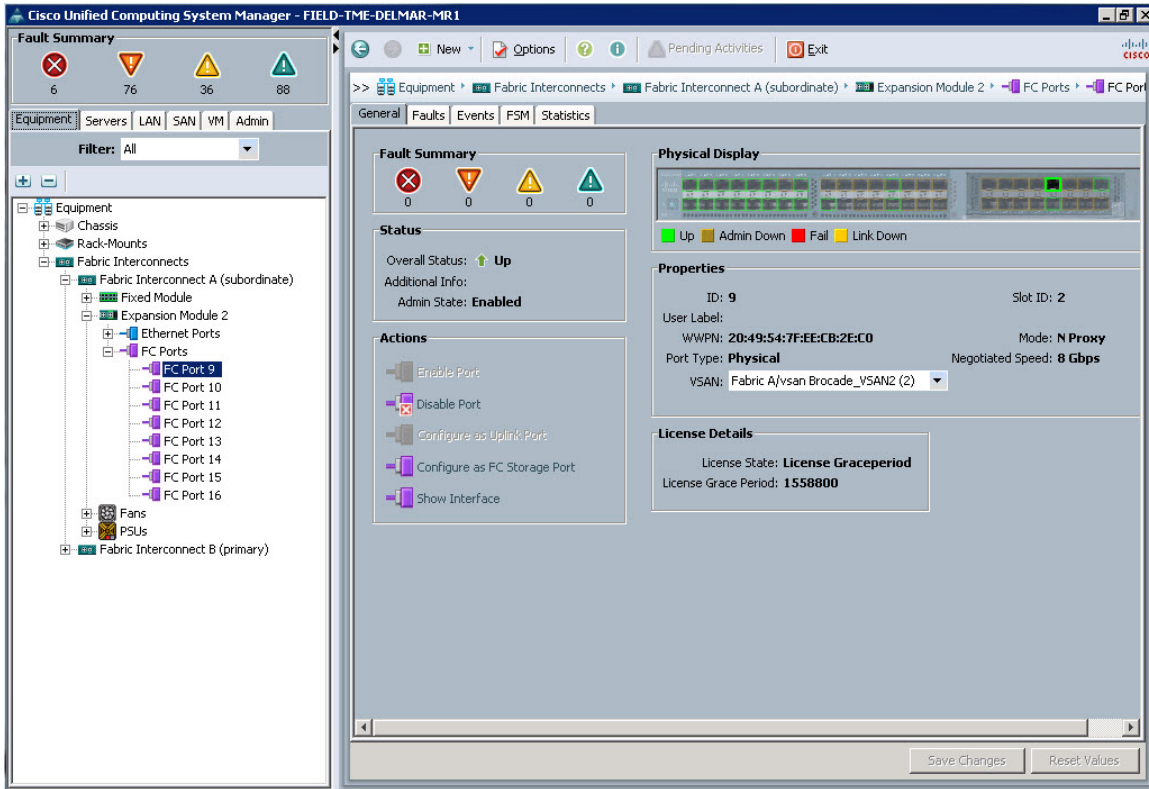 Cisco Unified Computing System Manager - FIELD-TME-DELMAR-MR1
Fault Summary
6 76 36 88
Equipment Servers LAN SAN VM Admin
Filter: All
Equipment
Chassis
Rack-Mounts
Fabric Interconnects
Fabric Interconnect A (subordinate)
Fixed Module
Expansion Module 2
Ethernet Ports
FC Ports
FC Port 9
FC Port 10
FC Port 11
FC Port 12
FC Port 13
FC Port 14
FC Port 15
FC Port 16
Fans
PSUs
Fabric Interconnect B (primary)
New Options Pending Activities Exit
cisco
>> Equipment Fabric Interconnects Fabric Interconnect A (subordinate) Expansion Module 2 FC Ports FC Port
General Faults Events FSM Statistics
Fault Summary
0 0 0 0
Status
Overall Status: Up
Additional Info:
Admin State: Enabled
Actions
Enable Port
Disable Port
Configure as Uplink Port
Configure as FC Storage Port
Show Interface
Physical Display
Up Admin Down Fail Link Down
Properties
ID: 9 Slot ID: 2
User Label:
WWPN: 20:49:54:7F:EE:CB:2E:C0 Mode: N Proxy
Port Type: Physical Negotiated Speed: 8 Gbps
VSAN: Fabric A/vsan Brocade_VSAN2 (2)
License Details
License State: License Graceperiod
License Grace Period: 1558800
Save Changes Reset Values